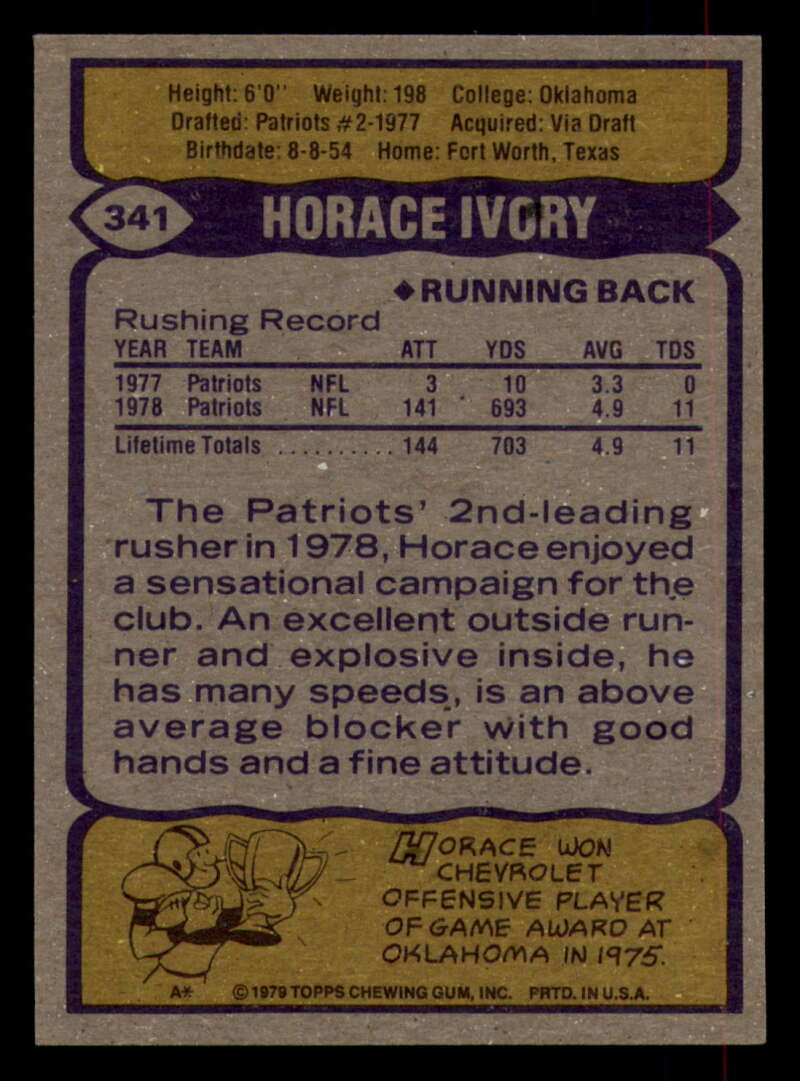 Height: 6'0" Weight: 198 College: Oklahoma
Drafted: Patriots #2-1977 Acquired: Via Draft
Birthdate: 8-8-54 Home: Fort Worth, Texas
341 HORACE IVORY
◆RUNNING BACK
Rushing Record
YEAR TEAM ATT YDS AVG TDS
1977 Patriots NFL 3 10 3.3 0
1978 Patriots NFL 141 693 4.9 11
Lifetime Totals .......... 144 703 4.9 11
The Patriots' 2nd-leading
rusher in 1978, Horace enjoyed
a sensational campaign for the
club. An excellent outside run-
ner and explosive inside, he
has many speeds, is an above
average blocker with good
hands and a fine attitude.
HORACE WON
CHEVROLET
OFFENSIVE PLAYER
OF GAME AWARD AT
OKLAHOMA IN 1975.
A* © 1979 TOPPS CHEWING GUM, INC. PRTD. IN U.S.A.